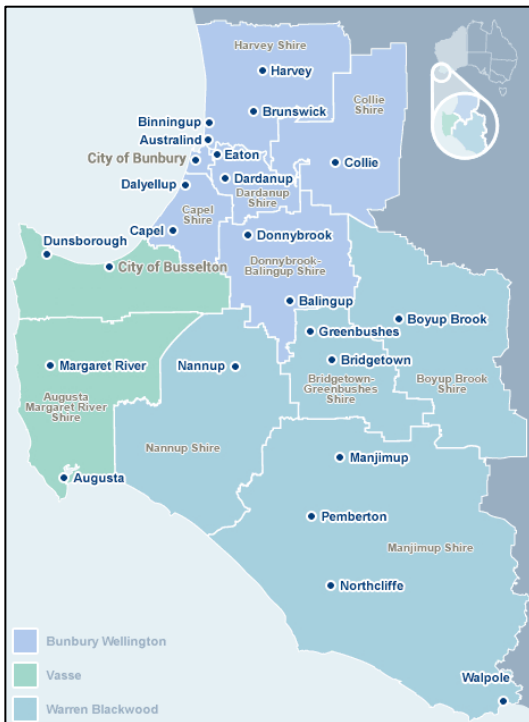 Harvey Shire
Harvey
Brunswick
Collie
Shire
Binningup
Australind
Eaton
City of Bunbury
Collie
Dardanup
Dardanup
Shire
Dalyellup
Capel
Shire
Capel
Donnybrook
Dunsborough
Donnybrook-
Balingup Shire
City of Busselton
Balingup
Boyup Brook
Greenbushes
Margaret River
Nannup
Bridgetown
Bridgetown-
Greenbushes
Shire
Boyup Brook
Shire
Augusta
Margaret River
Shire
Nannup Shire
Manjimup
Augusta
Pemberton
Manjimup Shire
Northcliffe
Bunbury Wellington
Vasse
Walpole
Warren Blackwood